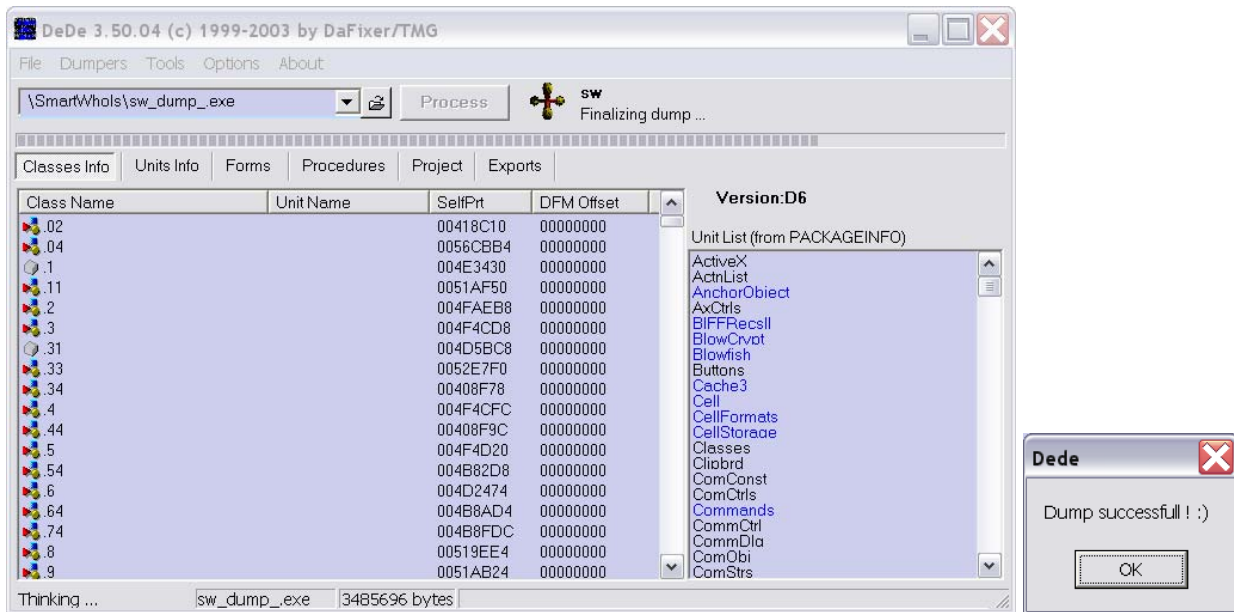 DeDe 3.50.04 (c) 1999-2003 by DaFixer/TMG
File Dumpers Tools Options About
\SmartWhoIs\sw_dump_.exe Process sw
Finalizing dump ...
Classes Info Units Info Forms Procedures Project Exports
Class Name Unit Name SelfPrt DFM Offset
.02 00418C10 00000000
.04 0056CBB4 00000000
.1 004E3430 00000000
.11 0051AF50 00000000
.2 004FAEB8 00000000
.3 004F4CD8 00000000
.31 004D5BC8 00000000
.33 0052E7F0 00000000
.34 00408F78 00000000
.4 004F4CFC 00000000
.44 00408F9C 00000000
.5 004F4D20 00000000
.54 004B82D8 00000000
.6 004D2474 00000000
.64 004B8AD4 00000000
.74 004B8FDC 00000000
.8 00519EE4 00000000
.9 0051AB24 00000000
Version:D6
Unit List (from PACKAGEINFO)
ActiveX
ActnList
AnchorObject
AxCtrls
BIFFRecsII
BlowCrypt
Blowfish
Buttons
Cache3
Cell
CellFormats
CellStorage
Classes
Clipbrd
ComConst
ComCtrls
Commands
CommCtrl
CommDlg
ComObj
ComStrs
Thinking ... sw_dump_.exe 3485696 bytes
Dede
Dump successfull ! :)
OK